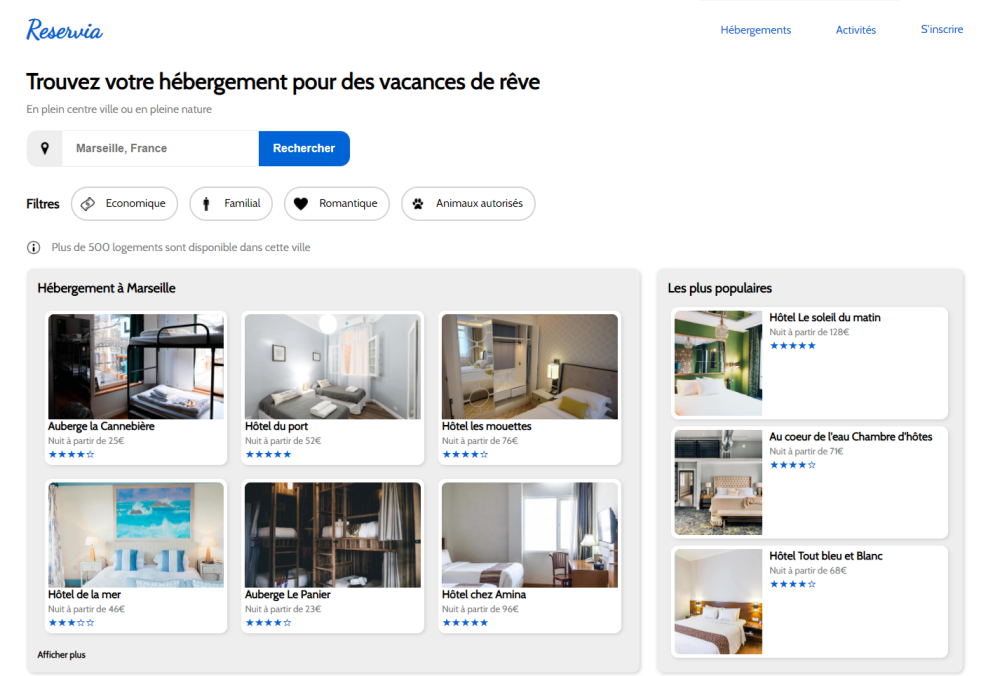 Reservia
Hébergements
Activités
S'inscrire
Trouvez votre hébergement pour des vacances de rêve
En plein centre ville ou en pleine nature
Marseille, France
Rechercher
Filtres
Economique
Familial
Romantique
Animaux autorisés
Plus de 500 logements sont disponible dans cette ville
Hébergement à Marseille
Auberge la Cannebière
Nuit à partir de 25€
★★★★☆
Hôtel du port
Nuit à partir de 52€
★★★★★
Hôtel les mouettes
Nuit à partir de 76€
★★★★☆
Hôtel de la mer
Nuit à partir de 46€
★★★☆☆
Auberge Le Panier
Nuit à partir de 23€
★★★★☆
Hôtel chez Amina
Nuit à partir de 96€
★★★★★
Afficher plus
Les plus populaires
Hôtel Le soleil du matin
Nuit à partir de 128€
★★★★★
Au coeur de l'eau Chambre d'hôtes
Nuit à partir de 71€
★★★★☆
Hôtel Tout bleu et Blanc
Nuit à partir de 68€
★★★★☆